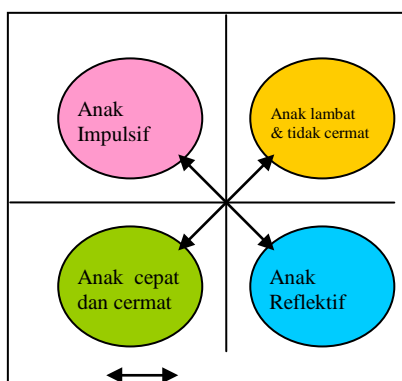 Anak
Impulsif
Anak lambat
& tidak cermat
Anak cepat
dan cermat
Anak
Reflektif